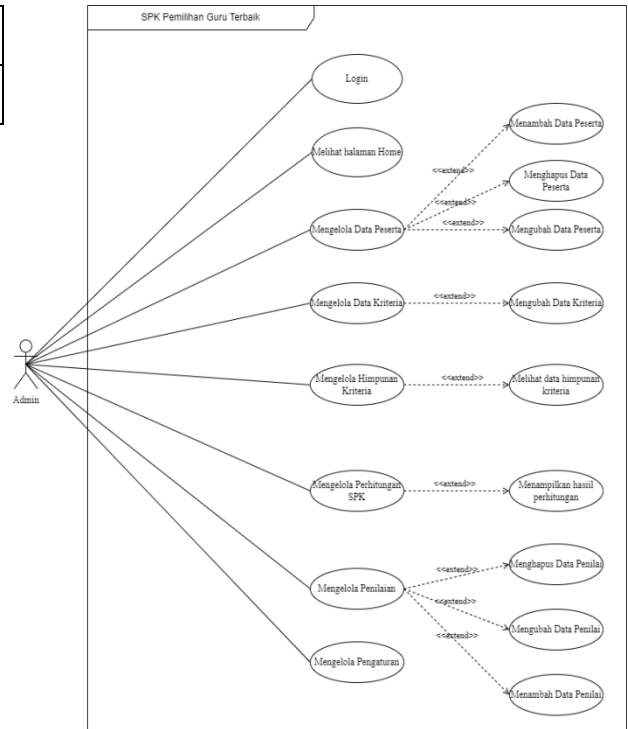 SPK Pemilihan Guru Terbaik
Login
Melihat halaman Home
Mengelola Data Peserta
<<extend>>
Menambah Data Peserta
<<extend>>
Menghapus Data
Peserta
<<extend>>
Mengubah Data Peserta
Mengelola Data Kriteria
<<extend>>
Mengubah Data Kriteria
Admin
Mengelola Himpunan
Kriteria
<<extend>>
Melihat data himpunan
kriteria
Mengelola Perhitungan
SPK
<<extend>>
Menampilkan hasiil
perhitungan
Mengelola Penilaian
<<extend>>
Menghapus Data Penilai
<<extend>>
Mengubah Data Penilai
<<extend>>
Menambah Data Penilai
Mengelola Pengaturan